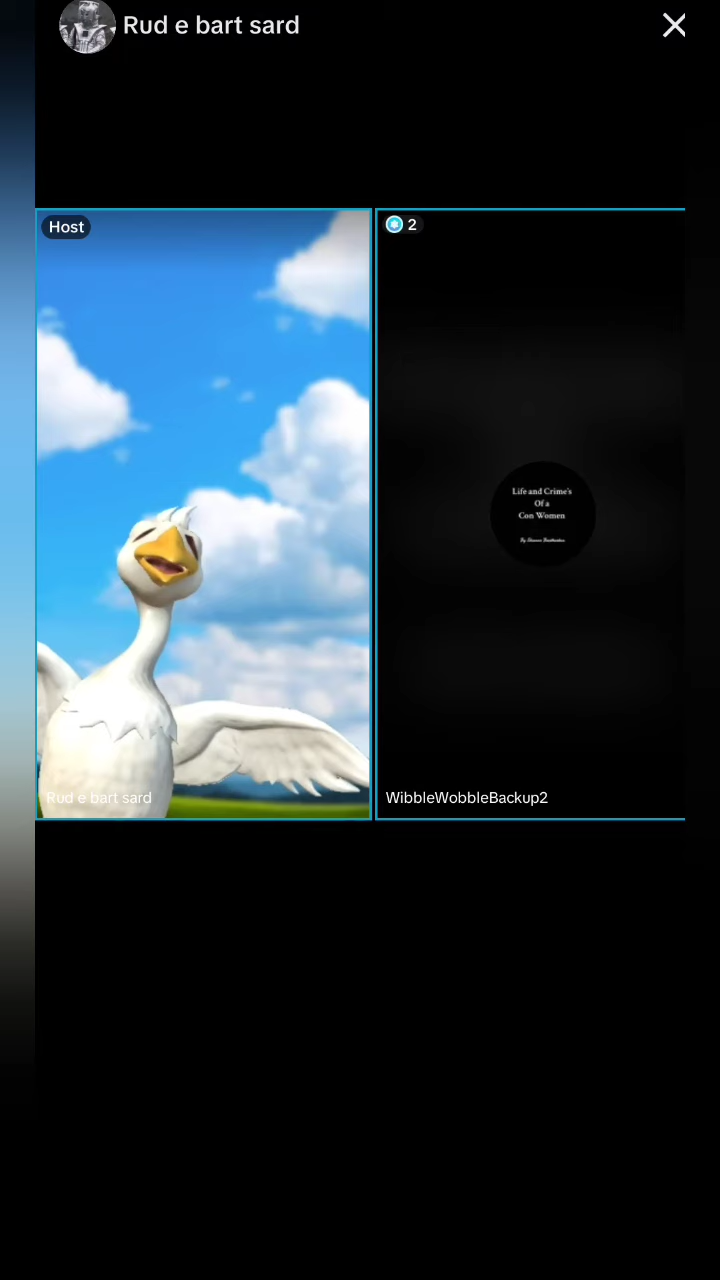 Rud e bart sard
Host
2
Life and Crime's
Of a
Con Women
Rud e bart sard
WibbleWobbleBackup2